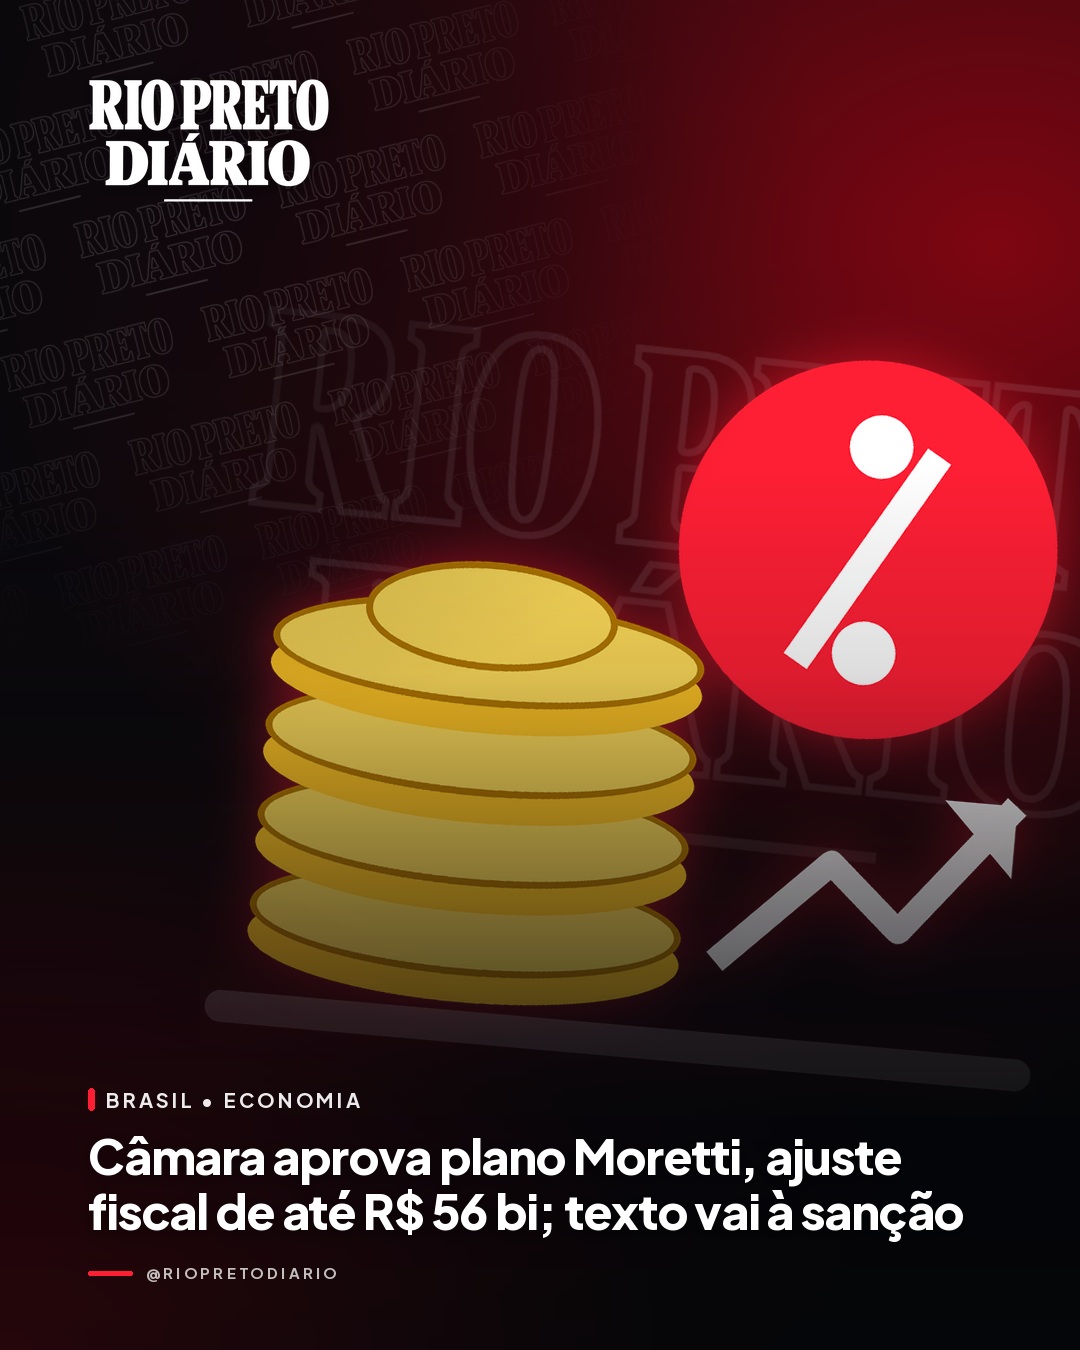 RIO PRETO
DIÁRIO
BRASIL • ECONOMIA
Câmara aprova plano Moretti, ajuste
fiscal de até R$ 56 bi; texto vai à sanção
@RIOPRETODIARIO